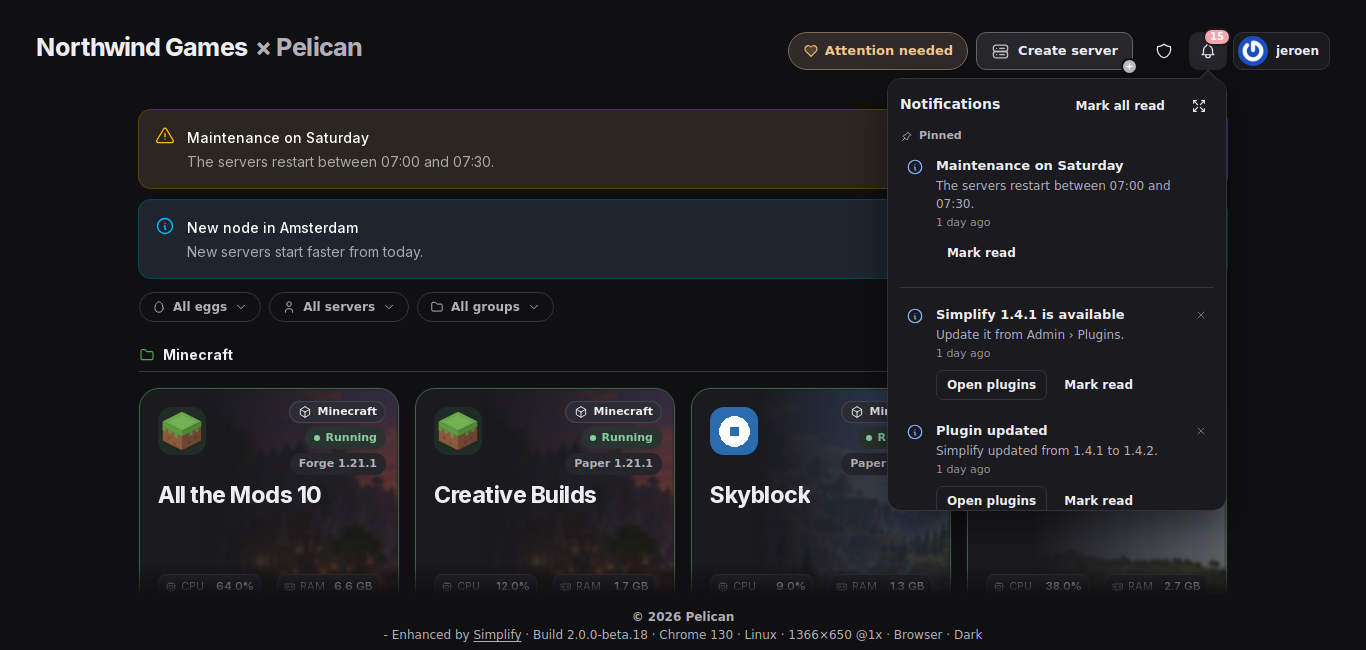 Northwind Games × Pelican
Attention needed
Create server
15
jeroen
Notifications
Mark all read
Pinned
Maintenance on Saturday
The servers restart between 07:00 and
07:30.
1 day ago
Mark read
Simplify 1.4.1 is available
Update it from Admin › Plugins.
1 day ago
Open plugins
Mark read
Plugin updated
Simplify updated from 1.4.1 to 1.4.2.
1 day ago
Open plugins
Mark read
Maintenance on Saturday
The servers restart between 07:00 and 07:30.
New node in Amsterdam
New servers start faster from today.
All eggs
All servers
All groups
Minecraft
Minecraft
Running
Forge 1.21.1
All the Mods 10
CPU 64.0%
RAM 6.6 GB
Minecraft
Running
Paper 1.21.1
Creative Builds
CPU 12.0%
RAM 1.7 GB
Paper
Skyblock
CPU 9.0%
RAM 1.3 GB
CPU 38.0%
RAM 2.7 GB
© 2026 Pelican
- Enhanced by Simplify · Build 2.0.0-beta.18 · Chrome 130 · Linux · 1366×650 @1x · Browser · Dark